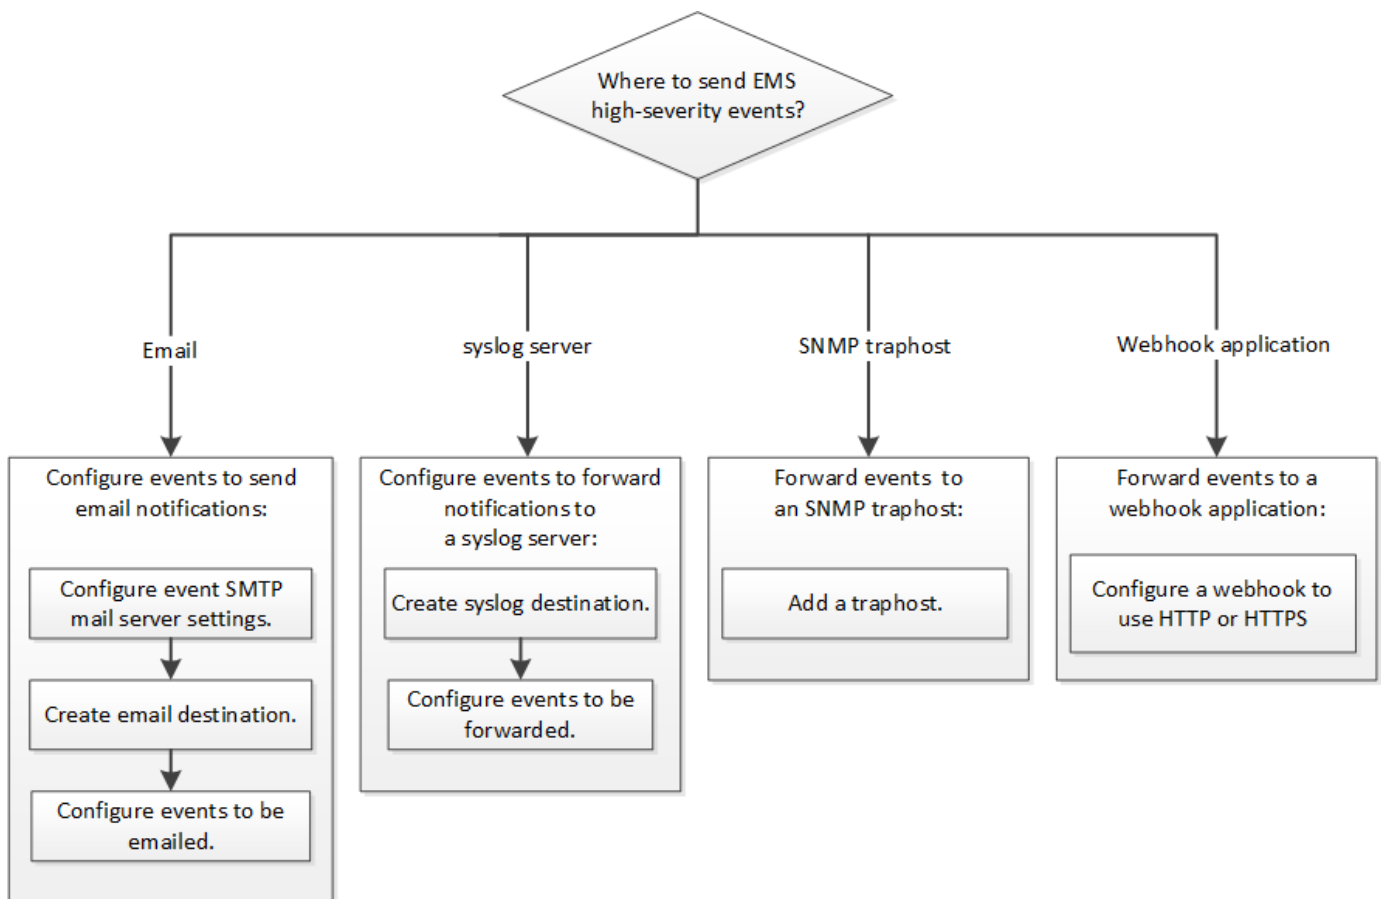 Where to send EMS
high-severity events?
Email
syslog server
SNMP traphost
Webhook application
Configure events to send
email notifications:
Configure event SMTP
mail server settings.
Create email destination.
Configure events to be
emailed.
Configure events to forward
notifications to
a syslog server:
Create syslog destination.
Configure events to be
forwarded.
Forward events to
an SNMP traphost:
Add a traphost.
Forward events to a
webhook application:
Configure a webhook to
use HTTP or HTTPS